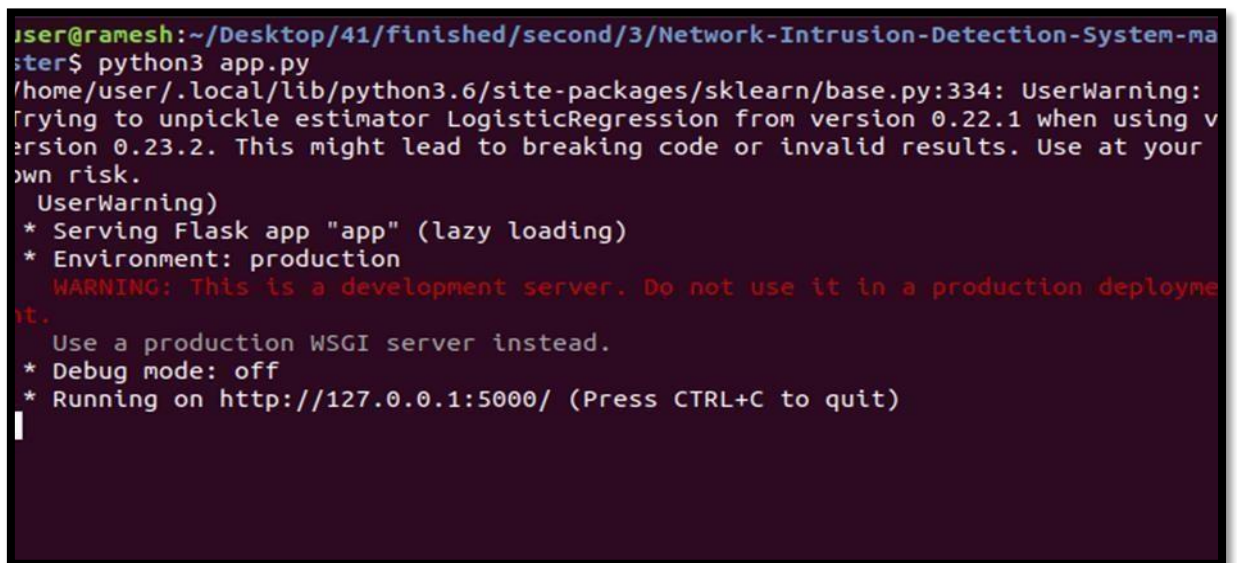 user@ramesh:~/Desktop/41/finished/second/3/Network-Intrusion-Detection-System-ma
ster$ python3 app.py
/home/user/.local/lib/python3.6/site-packages/sklearn/base.py:334: UserWarning:
Trying to unpickle estimator LogisticRegression from version 0.22.1 when using v
ersion 0.23.2. This might lead to breaking code or invalid results. Use at your
own risk.
  UserWarning)
 * Serving Flask app "app" (lazy loading)
 * Environment: production
   WARNING: This is a development server. Do not use it in a production deployme
nt.
   Use a production WSGI server instead.
 * Debug mode: off
 * Running on http://127.0.0.1:5000/ (Press CTRL+C to quit)